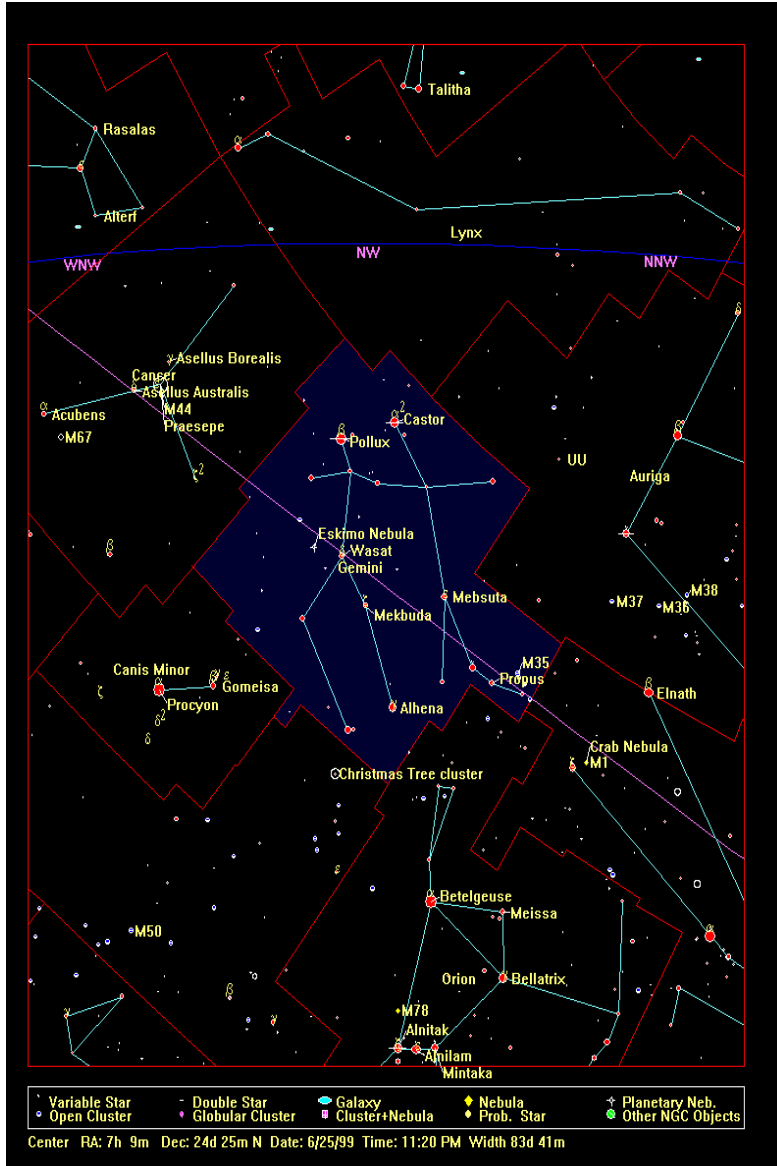 Talitha
Rasalas
α
ε
Alterf
Lynx
WNW
NW
NNW
δ
γ Asellus Borealis
Cancer
δ Asellus Australis
α
Acubens
M44
Praesepe
M67
ζ²
α² Castor
β
Pollux
β
UU
Auriga
Eskimo Nebula
δ Wasat
Gemini
β
ζ
Mekbuda
ε
Mebsuta
M37
M36
M38
M35
Propus
Canis Minor
α
Procyon
γ ε
β
Gomeisa
ζ
δ²
δ
Alhena
β
Elnath
Crab Nebula
M1
ζ
Christmas Tree cluster
ε
α
Betelgeuse
Meissa
α
M50
Orion
Bellatrix
β
γ
γ
M78
Alnitak
Alnilam
Mintaka
Variable Star
Double Star
Galaxy
Nebula
Planetary Neb.
Open Cluster
Globular Cluster
Cluster+Nebula
Prob. Star
Other NGC Objects
Center RA: 7h 9m Dec: 24d 25m N Date: 6/25/99 Time: 11:20 PM Width 83d 41m